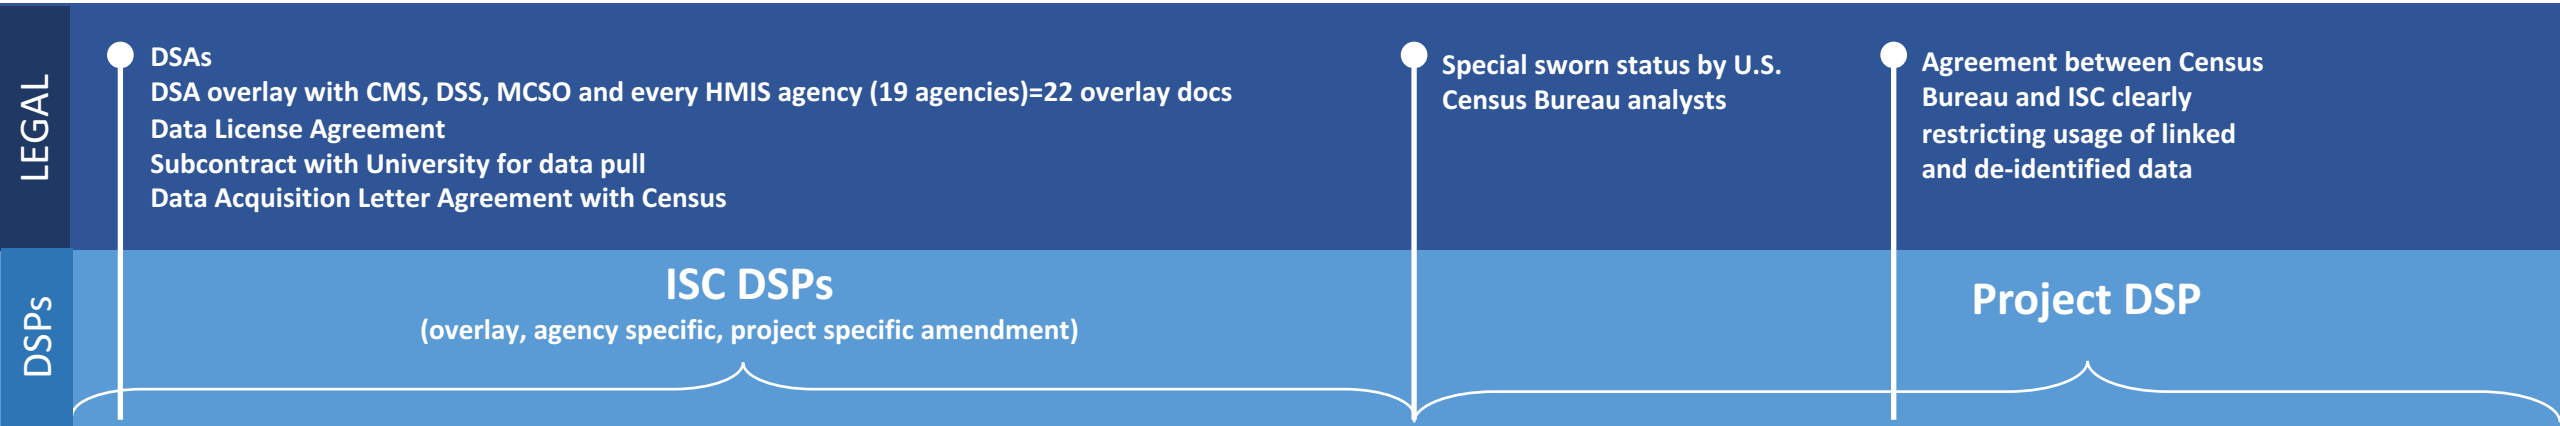 LEGAL
DSAs
DSA overlay with CMS, DSS, MCSO and every HMIS agency (19 agencies)=22 overlay docs
Data License Agreement
Subcontract with University for data pull
Data Acquisition Letter Agreement with Census
Special sworn status by U.S.
Census Bureau analysts
Agreement between Census
Bureau and ISC clearly
restricting usage of linked
and de-identified data
DSPs
ISC DSPs
(overlay, agency specific, project specific amendment)
Project DSP